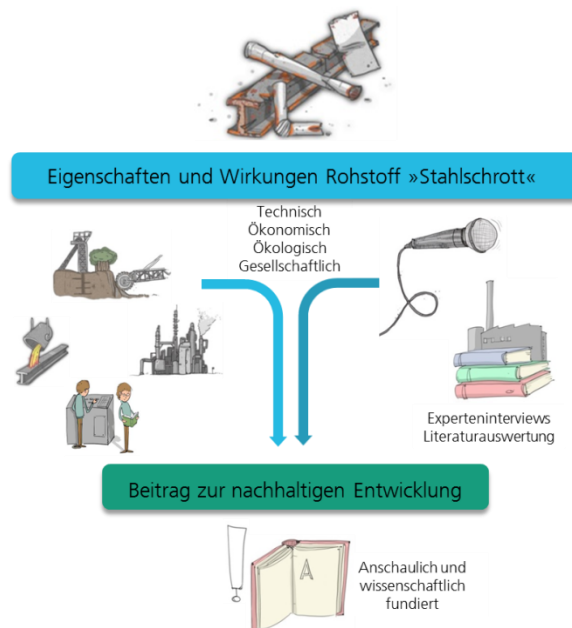 Eigenschaften und Wirkungen Rohstoff »Stahlschrott«
Technisch
Ökonomisch
Ökologisch
Gesellschaftlich
Experteninterviews
Literaturauswertung
Beitrag zur nachhaltigen Entwicklung
A
Anschaulich und
wissenschaftlich
fundiert